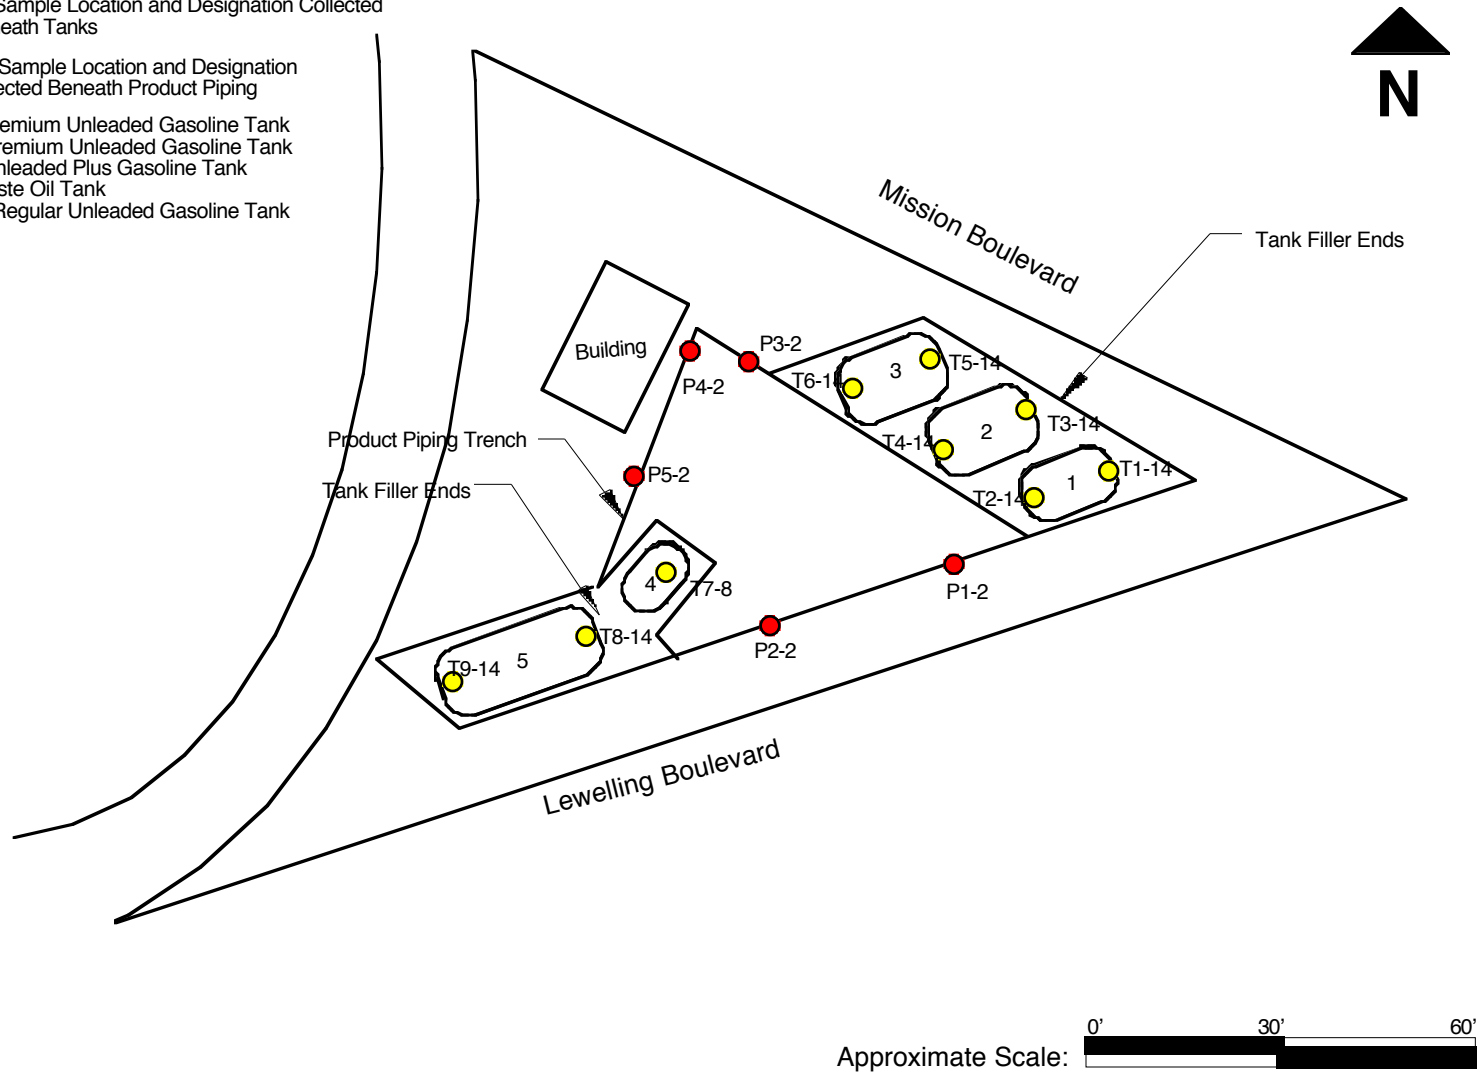 Sample Location and Designation Collected
eath Tanks
Sample Location and Designation
ected Beneath Product Piping
emium Unleaded Gasoline Tank
remium Unleaded Gasoline Tank
nleaded Plus Gasoline Tank
ste Oil Tank
Regular Unleaded Gasoline Tank
N
Mission Boulevard
Tank Filler Ends
Building
P3-2
P4-2
T6-14
3
T5-14
T4-14
2
T3-14
T2-14
1
T1-14
Product Piping Trench
P5-2
Tank Filler Ends
4
T7-8
P1-2
T8-14
T9-14
5
P2-2
Lewelling Boulevard
0' 30' 60'
Approximate Scale: